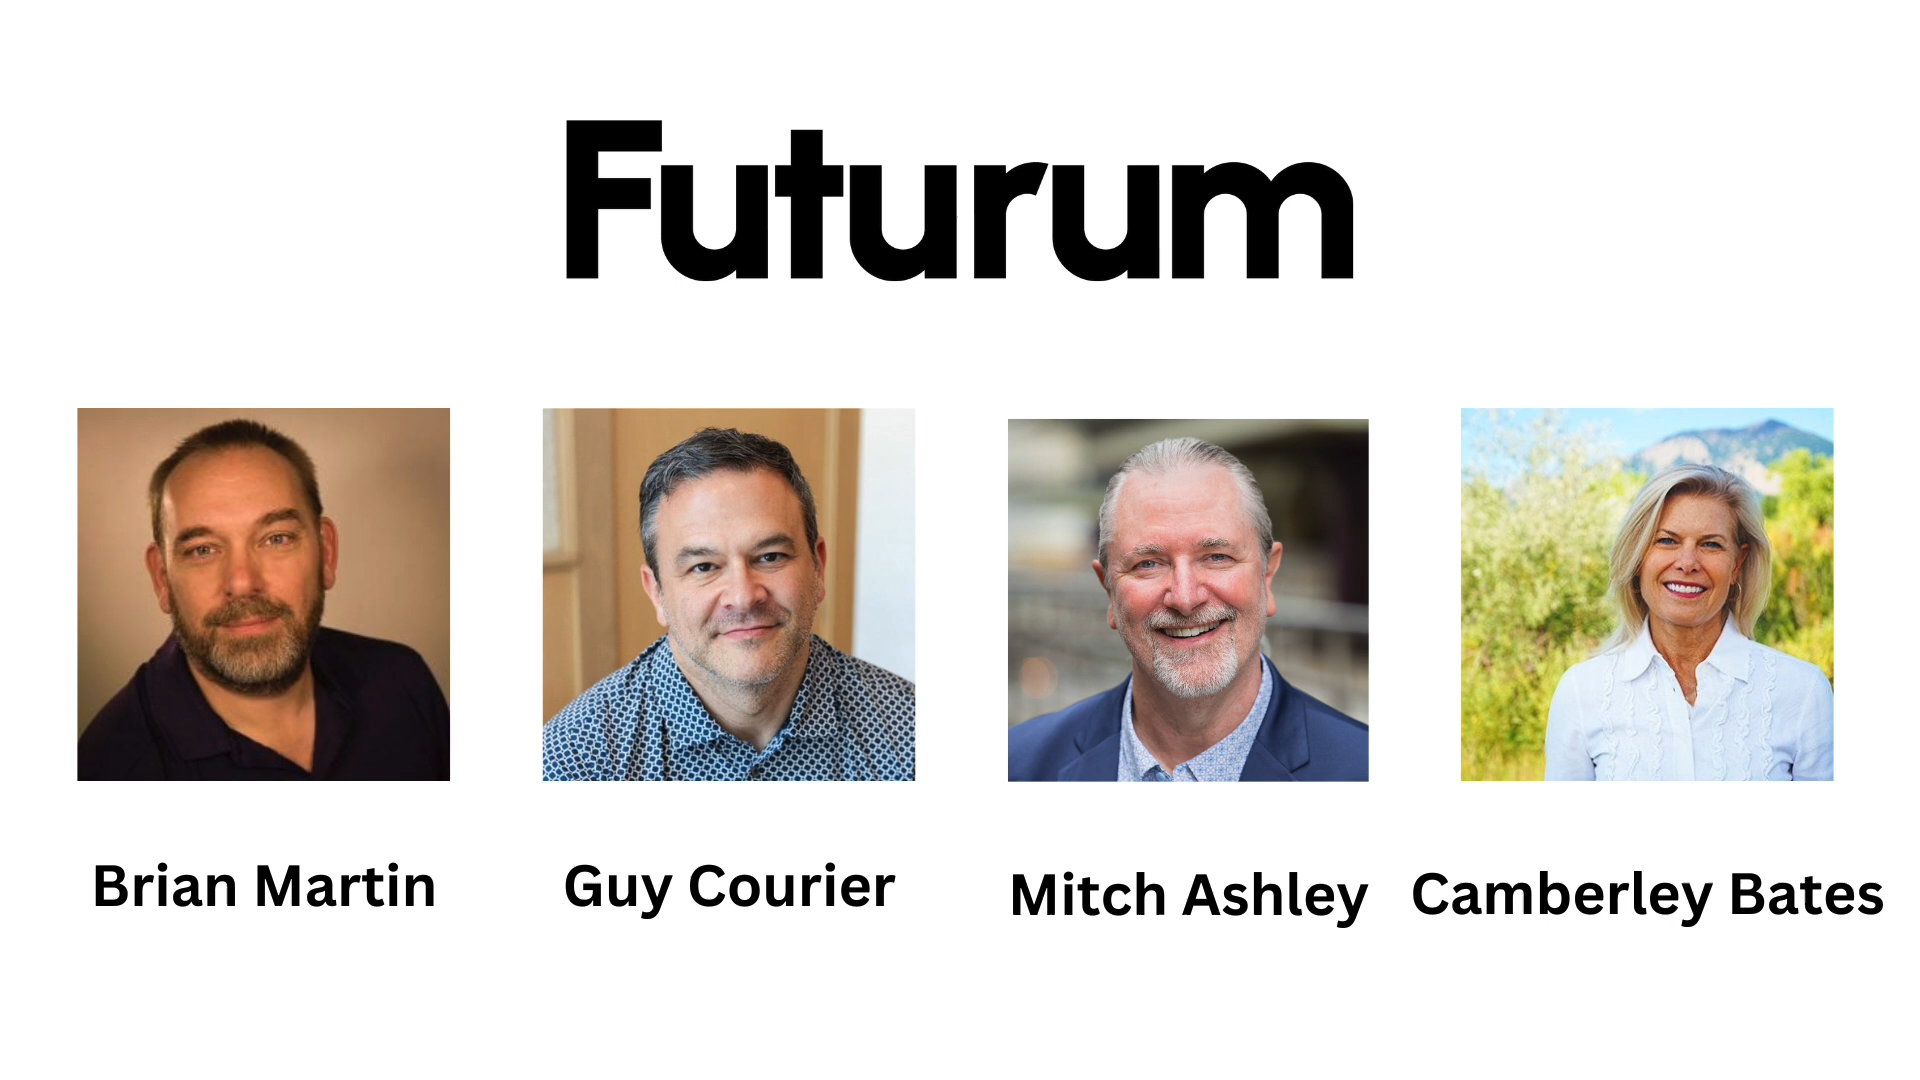 Futurum
Brian Martin
Guy Courier
Mitch Ashley
Camberley Bates